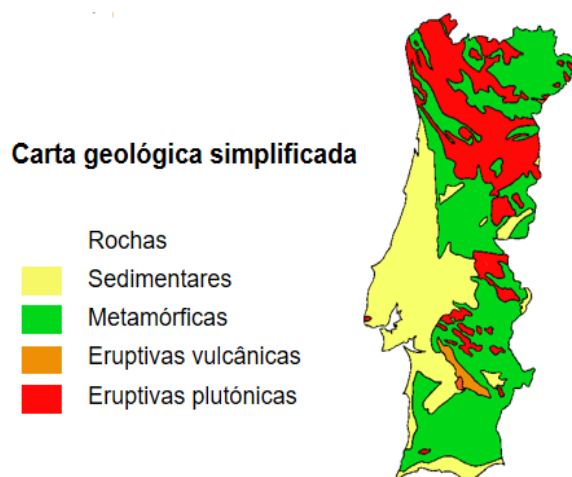 Carta geológica simplificada
Rochas
Sedimentares
Metamórficas
Eruptivas vulcânicas
Eruptivas plutónicas